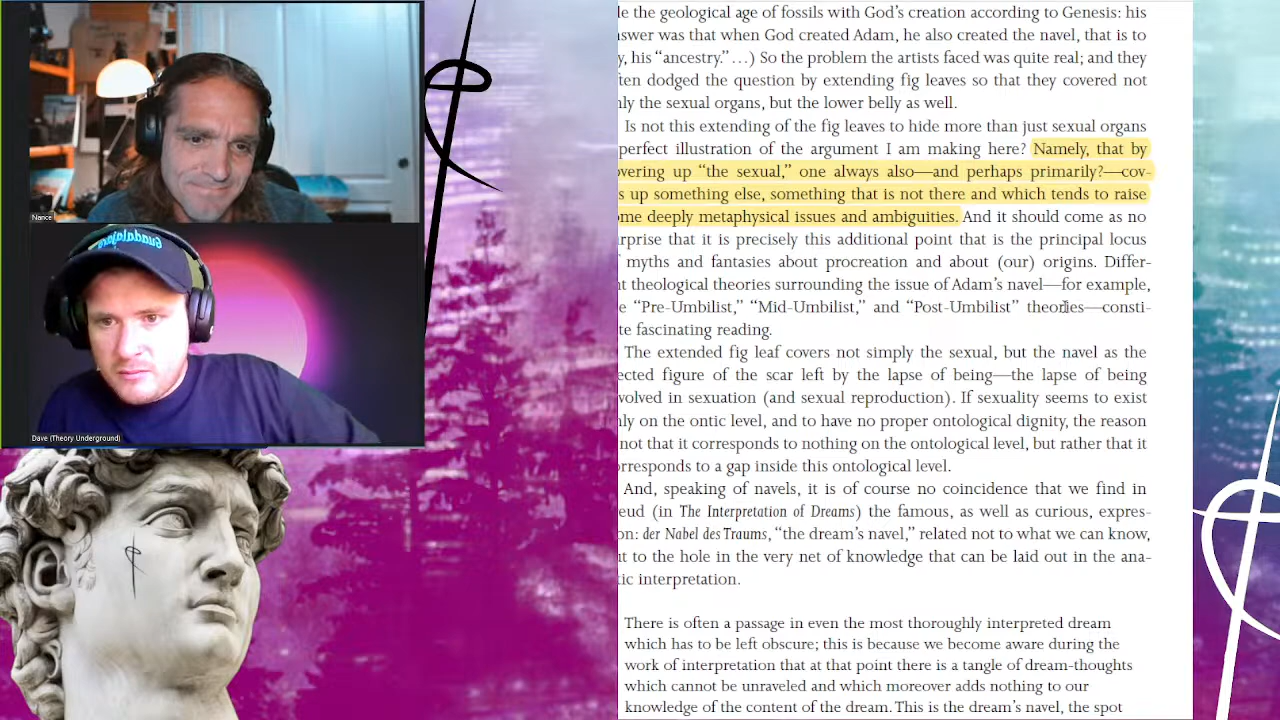 Guadalajara
Nance
Dave (Theory Underground)
le the geological age of fossils with God's creation according to Genesis: his
nswer was that when God created Adam, he also created the navel, that is to
y, his “ancestry.”…) So the problem the artists faced was quite real; and they
ten dodged the question by extending fig leaves so that they covered not
nly the sexual organs, but the lower belly as well.
Is not this extending of the fig leaves to hide more than just sexual organs
perfect illustration of the argument I am making here? Namely, that by
overing up “the sexual,” one always also—and perhaps primarily?—cov-
s up something else, something that is not there and which tends to raise
ome deeply metaphysical issues and ambiguities. And it should come as no
urprise that it is precisely this additional point that is the principal locus
f myths and fantasies about procreation and about (our) origins. Differ-
nt theological theories surrounding the issue of Adam's navel—for example,
e “Pre-Umbilist,” “Mid-Umbilist,” and “Post-Umbilist” theories—consti-
te fascinating reading.
The extended fig leaf covers not simply the sexual, but the navel as the
ected figure of the scar left by the lapse of being—the lapse of being
volved in sexuation (and sexual reproduction). If sexuality seems to exist
nly on the ontic level, and to have no proper ontological dignity, the reason
not that it corresponds to nothing on the ontological level, but rather that it
orresponds to a gap inside this ontological level.
And, speaking of navels, it is of course no coincidence that we find in
eud (in The Interpretation of Dreams) the famous, as well as curious, expres-
on: der Nabel des Traums, “the dream's navel,” related not to what we can know,
ut to the hole in the very net of knowledge that can be laid out in the ana-
ic interpretation.
There is often a passage in even the most thoroughly interpreted dream
which has to be left obscure; this is because we become aware during the
work of interpretation that at that point there is a tangle of dream-thoughts
which cannot be unraveled and which moreover adds nothing to our
knowledge of the content of the dream. This is the dream's navel, the spot